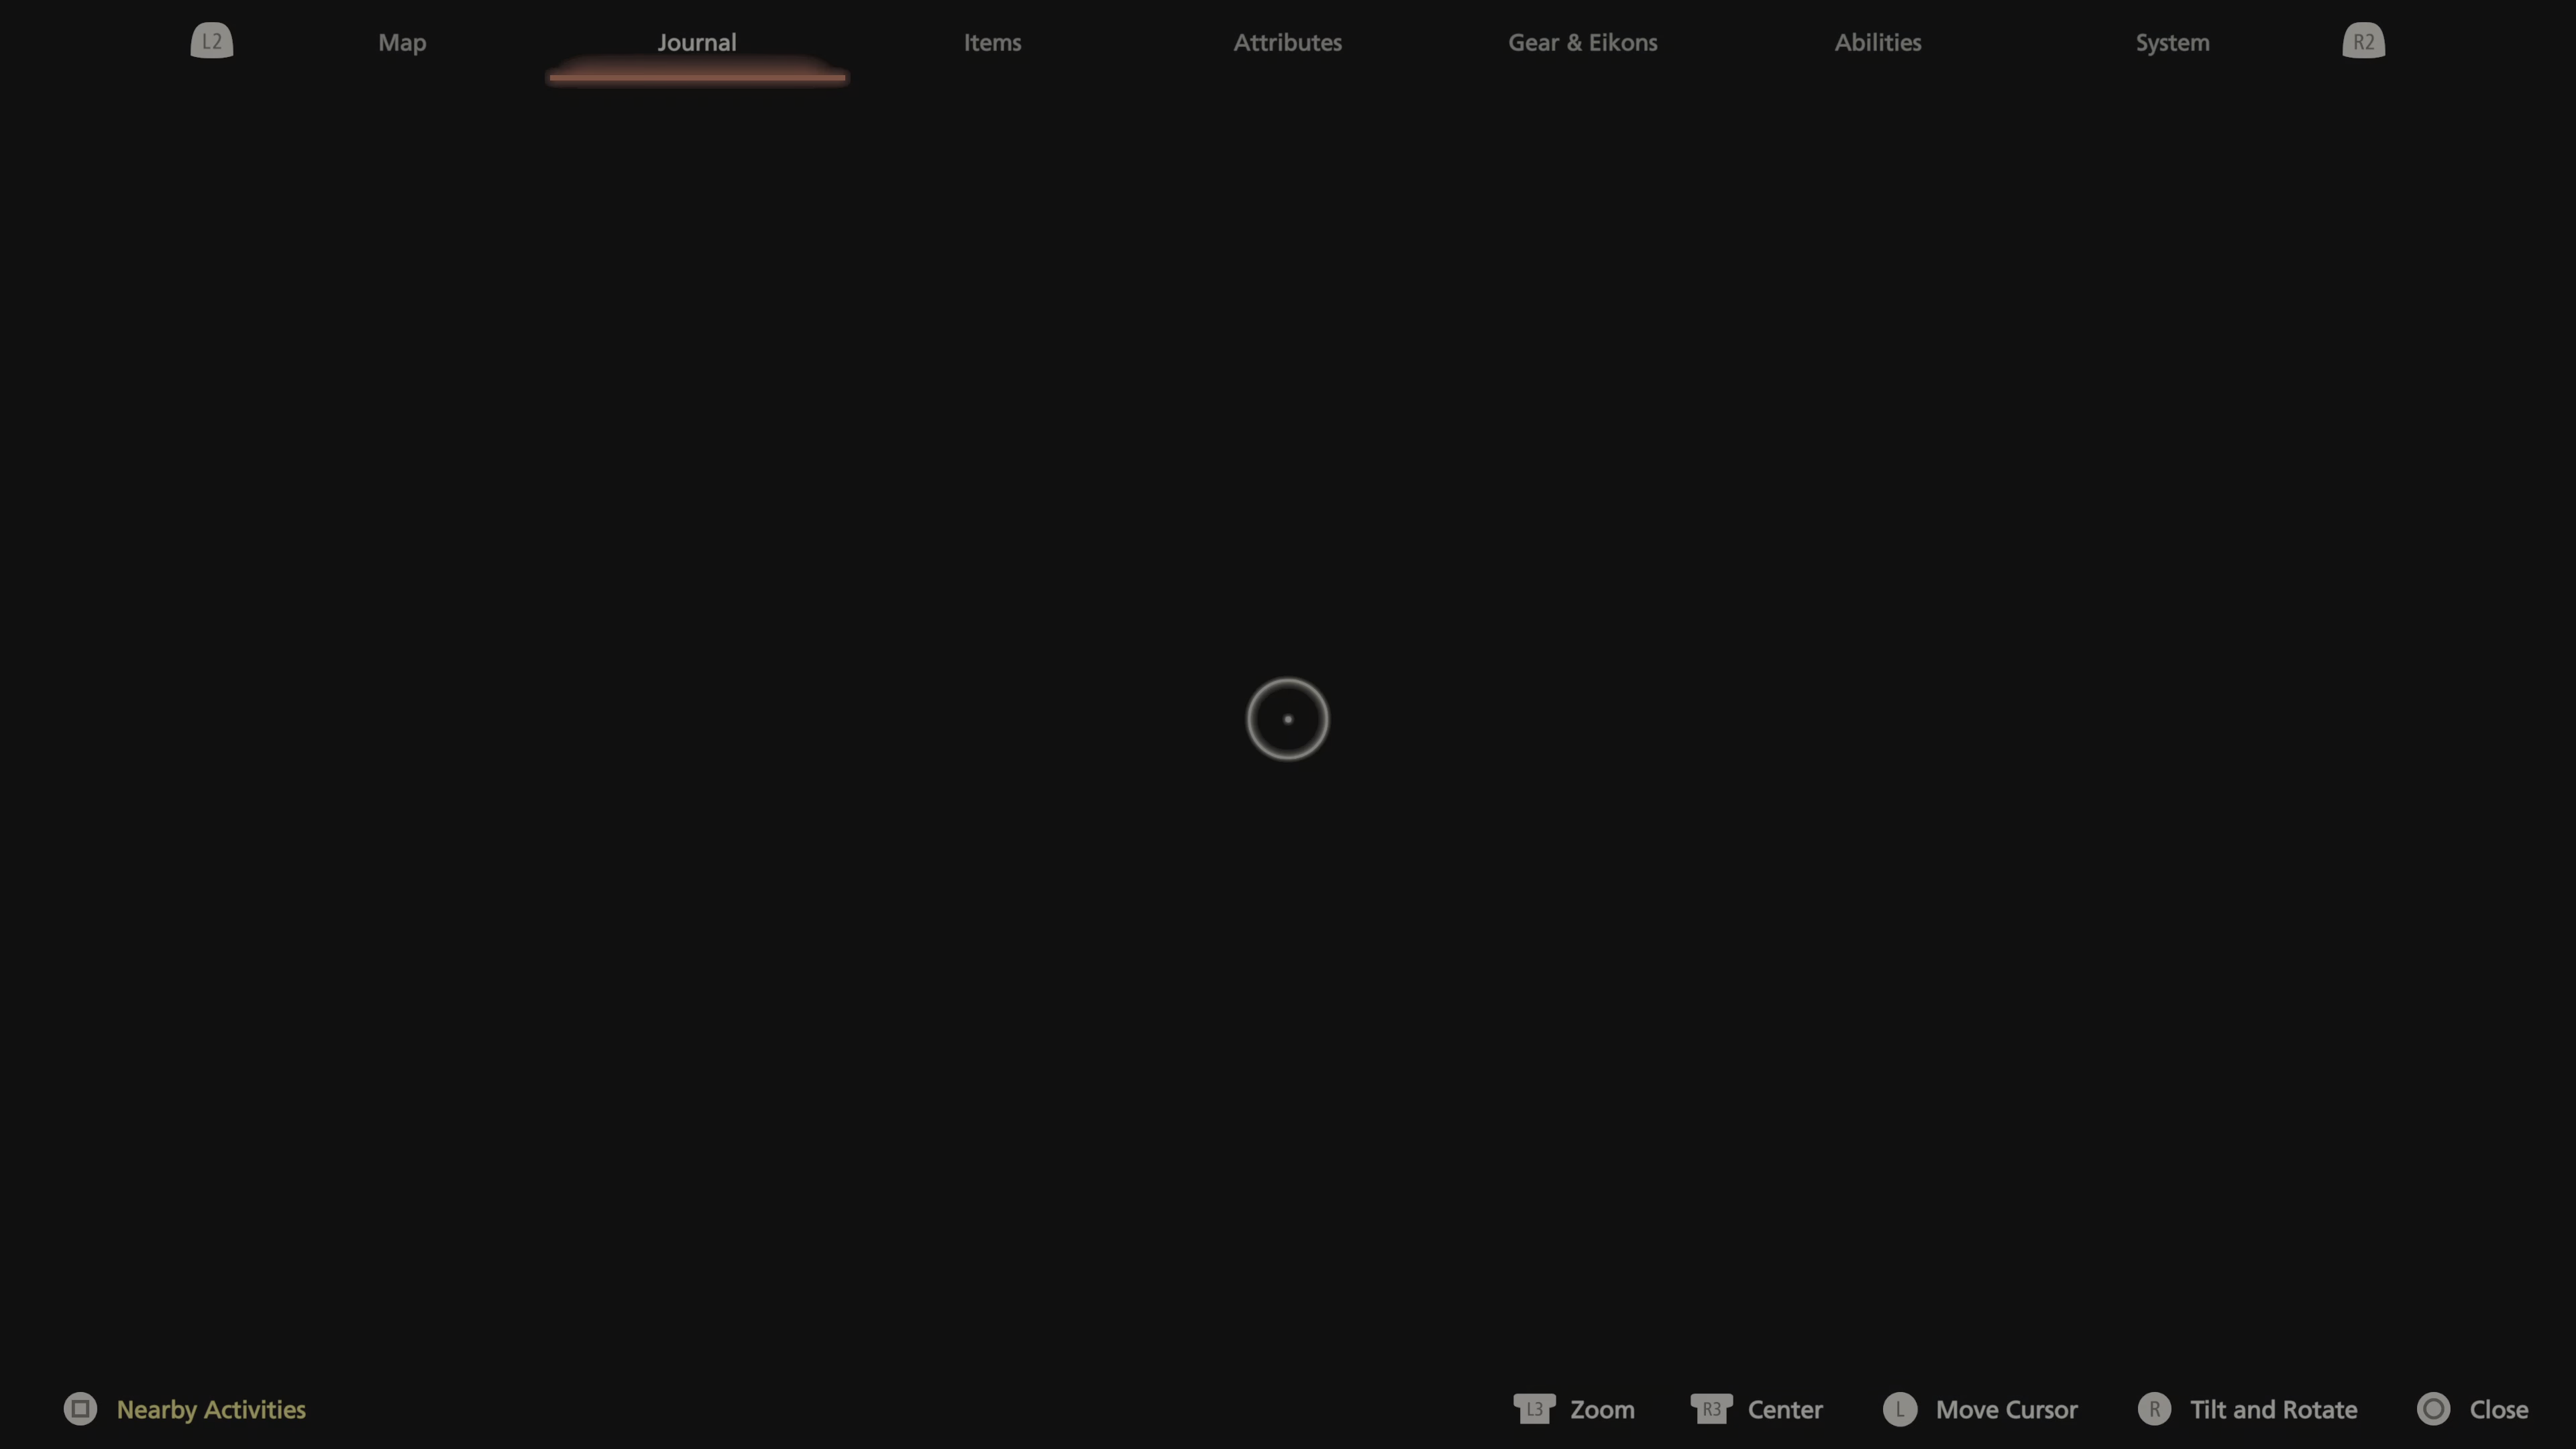 L2 Map Journal Items Attributes Gear & Eikons Abilities System R2
Nearby Activities L3 Zoom R3 Center L Move Cursor R Tilt and Rotate Close